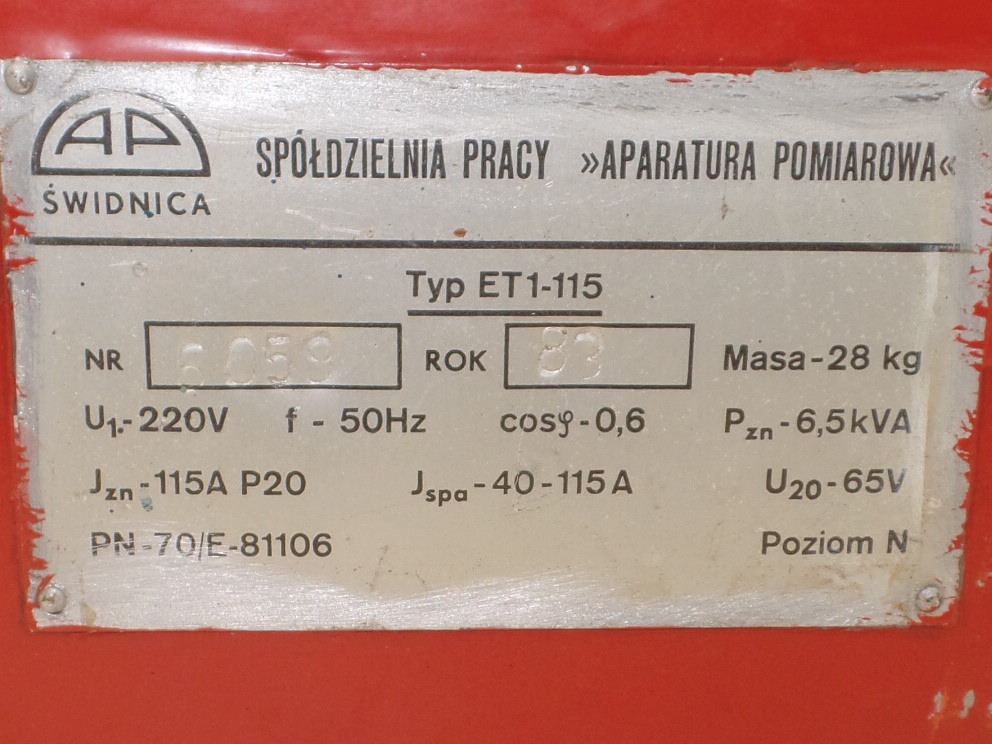 AP
ŚWIDNICA
SPÓŁDZIELNIA PRACY »APARATURA POMIAROWA«
Typ ET1-115
NR ROK 83 Masa-28 kg
U1.-220V f - 50Hz cosφ-0,6 Pzn-6,5kVA
Jzn-115A P20 Jspa-40-115A U20-65V
PN-70/E-81106 Poziom N